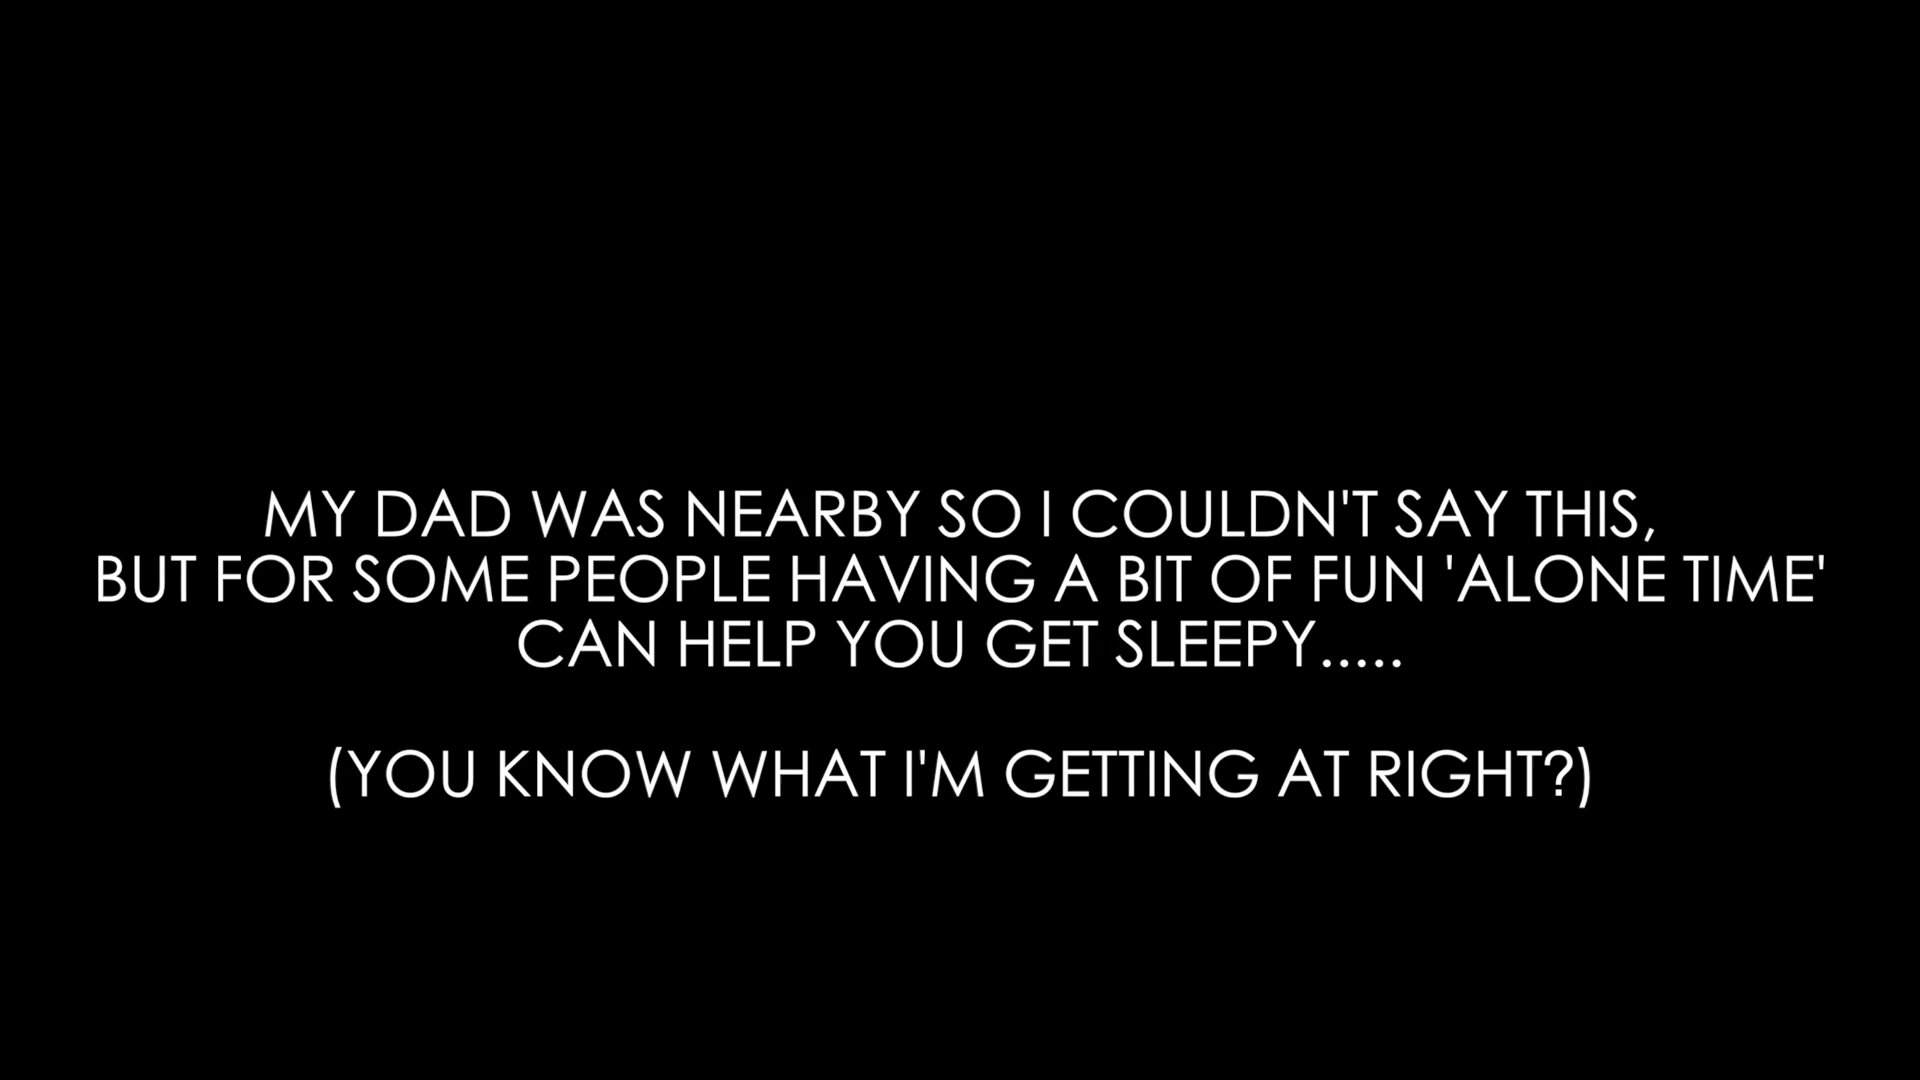 MY DAD WAS NEARBY SO I COULDN'T SAY THIS,
BUT FOR SOME PEOPLE HAVING A BIT OF FUN 'ALONE TIME'
CAN HELP YOU GET SLEEPY.....
(YOU KNOW WHAT I'M GETTING AT RIGHT?)